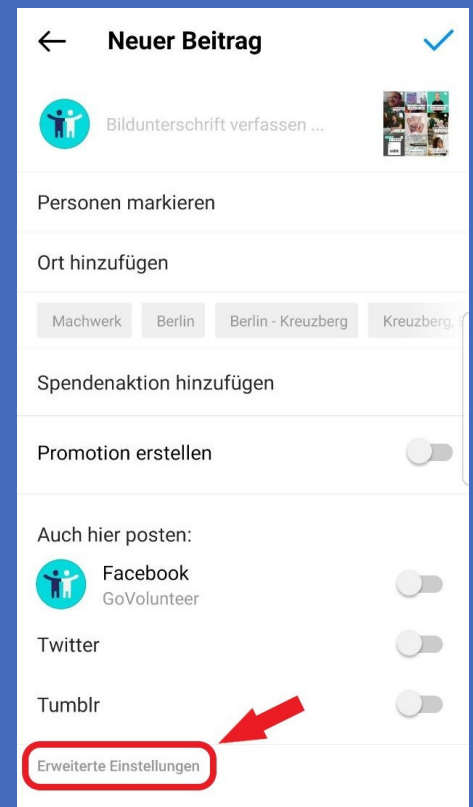 Neuer Beitrag
Bildunterschrift verfassen ...
Personen markieren
Ort hinzufügen
Machwerk Berlin Berlin - Kreuzberg Kreuzberg,
Spendenaktion hinzufügen
Promotion erstellen
Auch hier posten:
Facebook
GoVolunteer
Twitter
Tumblr
Erweiterte Einstellungen